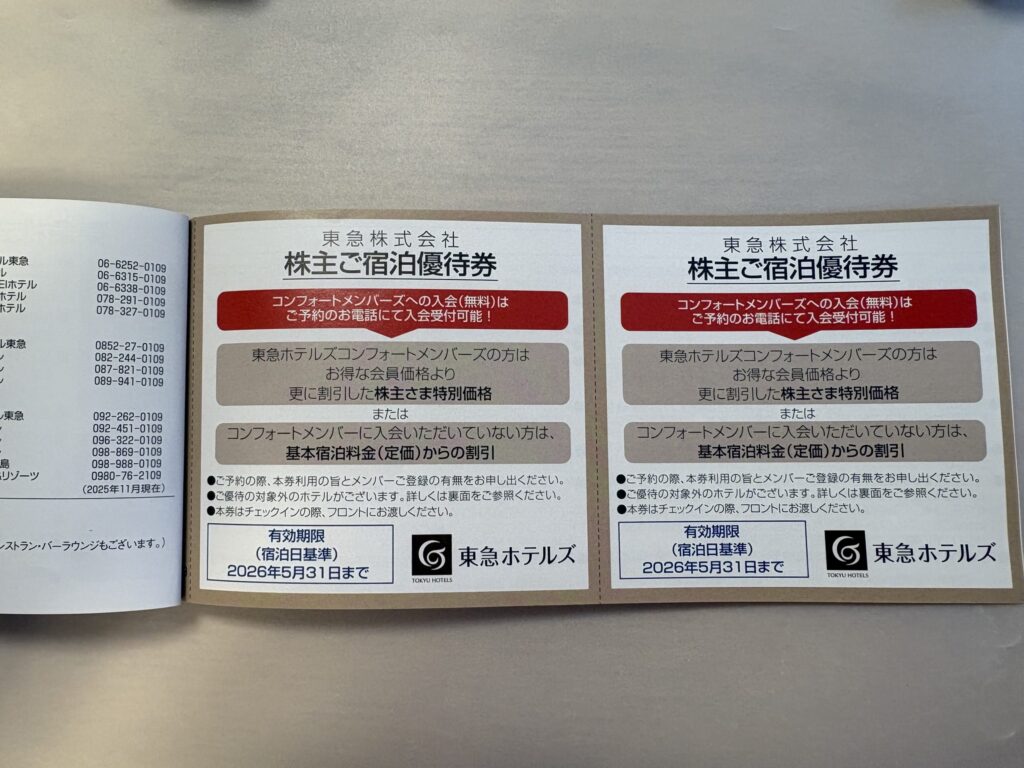 ル東急 06-6252-0109
ル 06-6315-0109
EIホテル 06-6338-0109
ホテル 078-291-0109
ホテル 078-327-0109
ル東急 0852-27-0109
ン 082-244-0109
ン 087-821-0109
ン 089-941-0109
ル東急 092-262-0109
ン 092-451-0109
ン 096-322-0109
ン 098-869-0109
島 098-988-0109
リゾーツ 0980-76-2109
(2025年11月現在)
レストラン・バーラウンジもございます。)
東急株式会社
株主ご宿泊優待券
コンフォートメンバーズへの入会(無料)は
ご予約のお電話にて入会受付可能!
東急ホテルズコンフォートメンバーズの方は
お得な会員価格より
更に割引した株主さま特別価格
または
コンフォートメンバーに入会いただいていない方は、
基本宿泊料金(定価)からの割引
●ご予約の際、本券利用の旨とメンバーご登録の有無をお申し出ください。
●ご優待の対象外のホテルがございます。詳しくは裏面をご参照ください。
●本券はチェックインの際、フロントにお渡しください。
有効期限
(宿泊日基準)
2026年5月31日まで
東急ホテルズ
TOKYU HOTELS
東急株式会社
株主ご宿泊優待券
コンフォートメンバーズへの入会(無料)は
ご予約のお電話にて入会受付可能!
東急ホテルズコンフォートメンバーズの方は
お得な会員価格より
更に割引した株主さま特別価格
または
コンフォートメンバーに入会いただいていない方は、
基本宿泊料金(定価)からの割引
●ご予約の際、本券利用の旨とメンバーご登録の有無をお申し出ください。
●ご優待の対象外のホテルがございます。詳しくは裏面をご参照ください。
●本券はチェックインの際、フロントにお渡しください。
有効期限
(宿泊日基準)
2026年5月31日まで
東急ホテルズ
TOKYU HOTELS